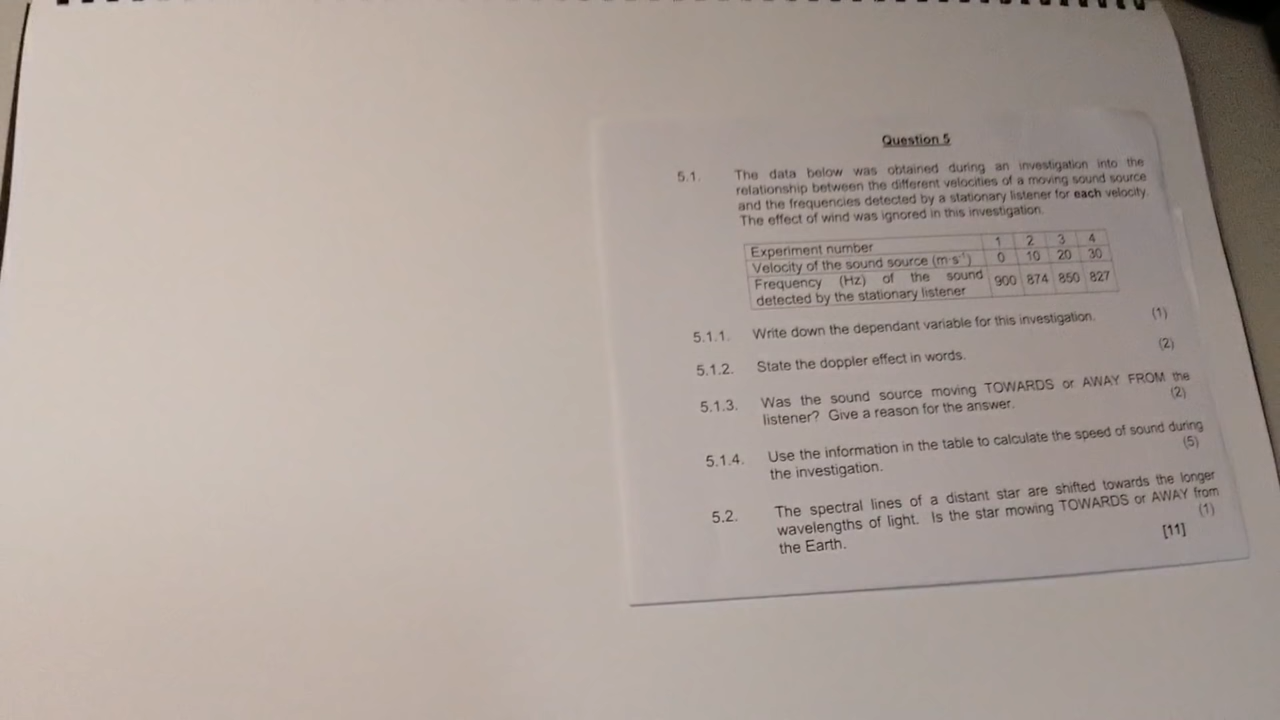 Question 5
5.1. The data below was obtained during an investigation into the
relationship between the different velocities of a moving sound source
and the frequencies detected by a stationary listener for each velocity.
The effect of wind was ignored in this investigation.
Experiment number 1 2 3 4
Velocity of the sound source (m·s⁻¹) 0 10 20 30
Frequency (Hz) of the sound
detected by the stationary listener 900 874 850 827
5.1.1. Write down the dependant variable for this investigation. (1)
5.1.2. State the doppler effect in words. (2)
5.1.3. Was the sound source moving TOWARDS or AWAY FROM the
listener? Give a reason for the answer. (2)
5.1.4. Use the information in the table to calculate the speed of sound during
the investigation. (5)
5.2. The spectral lines of a distant star are shifted towards the longer
wavelengths of light. Is the star mowing TOWARDS or AWAY from
the Earth. (1)
[11]